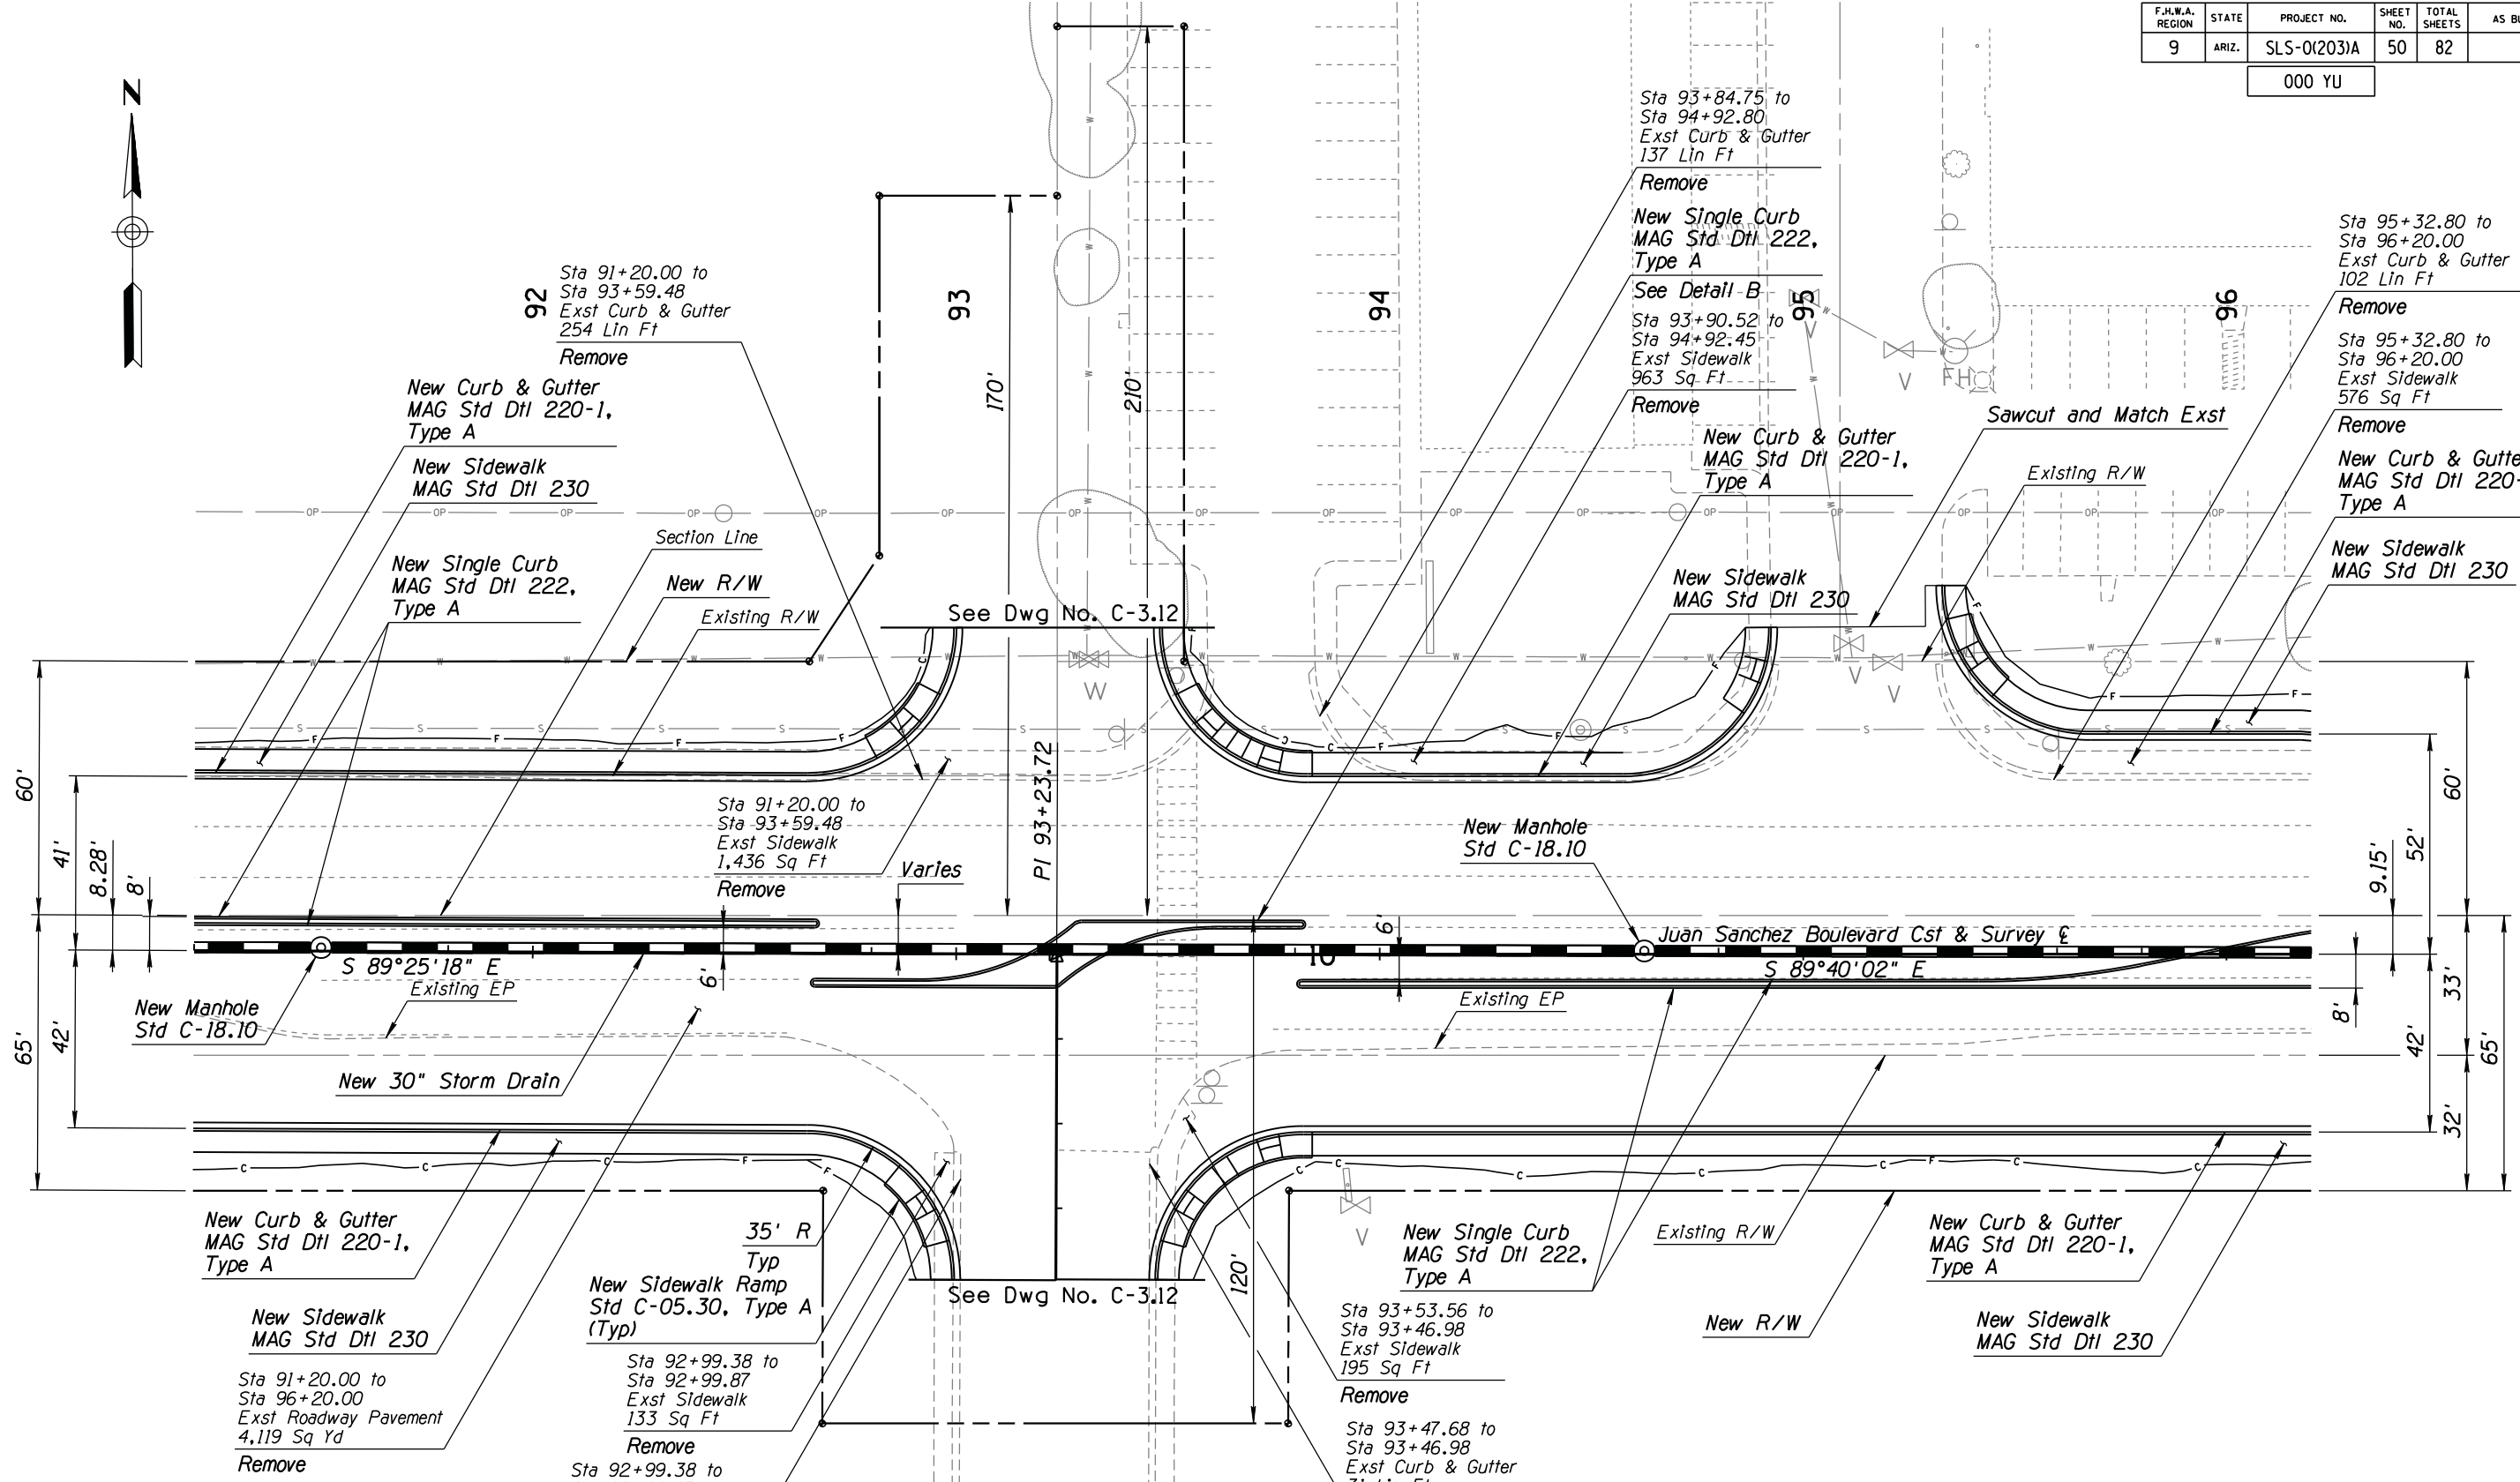 F.H.W.A. REGION
STATE
PROJECT NO.
SHEET NO.
TOTAL SHEETS
9
ARIZ.
SLS-0(203)A
50
82
000 YU
N
92
93
94
95
96
Sta 91+20.00 to
Sta 93+59.48
Exst Curb & Gutter
254 Lin Ft
Remove
New Curb & Gutter
MAG Std Dtl 220-1,
Type A
New Sidewalk
MAG Std Dtl 230
New Single Curb
MAG Std Dtl 222,
Type A
Section Line
New R/W
Existing R/W
170'
210'
See Dwg No. C-3.12
Sta 93+84.75 to
Sta 94+92.80
Exst Curb & Gutter
137 Lin Ft
Remove
New Single Curb
MAG Std Dtl 222,
Type A
See Detail B
Sta 93+90.52 to
Sta 94+92.45
Exst Sidewalk
963 Sq Ft
Remove
New Curb & Gutter
MAG Std Dtl 220-1,
Type A
New Sidewalk
MAG Std Dtl 230
V
V
FH
Sawcut and Match Exst
Existing R/W
Sta 95+32.80 to
Sta 96+20.00
Exst Curb & Gutter
102 Lin Ft
Remove
Sta 95+32.80 to
Sta 96+20.00
Exst Sidewalk
576 Sq Ft
Remove
MAG Std Dtl 220-
Type A
New Sidewalk
MAG Std Dtl 230
W
V
V
60'
41'
8.28'
8'
65'
42'
Sta 91+20.00 to
Sta 93+59.48
Exst Sidewalk
1,436 Sq Ft
Remove
Varies
PI 93+23.72
New Manhole
Std C-18.10
6'
6'
Juan Sanchez Boulevard Cst & Survey ℄
10
S 89°25'18" E
S 89°40'02" E
Existing EP
Existing EP
New Manhole
Std C-18.10
New 30" Storm Drain
60'
52'
9.15'
33'
8'
42'
65'
32'
New Curb & Gutter
MAG Std Dtl 220-1,
Type A
New Sidewalk
MAG Std Dtl 230
Sta 91+20.00 to
Sta 96+20.00
Exst Roadway Pavement
4,119 Sq Yd
Remove
35' R
Typ
New Sidewalk Ramp
Std C-05.30, Type A
(Typ)
Sta 92+99.38 to
Sta 92+99.87
Exst Sidewalk
133 Sq Ft
Remove
Sta 92+99.38 to
See Dwg No. C-3.12
120'
V
New Single Curb
MAG Std Dtl 222,
Type A
Sta 93+53.56 to
Sta 93+46.98
Exst Sidewalk
195 Sq Ft
Remove
Sta 93+47.68 to
Sta 93+46.98
Exst Curb & Gutter
Existing R/W
New R/W
New Curb & Gutter
MAG Std Dtl 220-1,
Type A
New Sidewalk
MAG Std Dtl 230